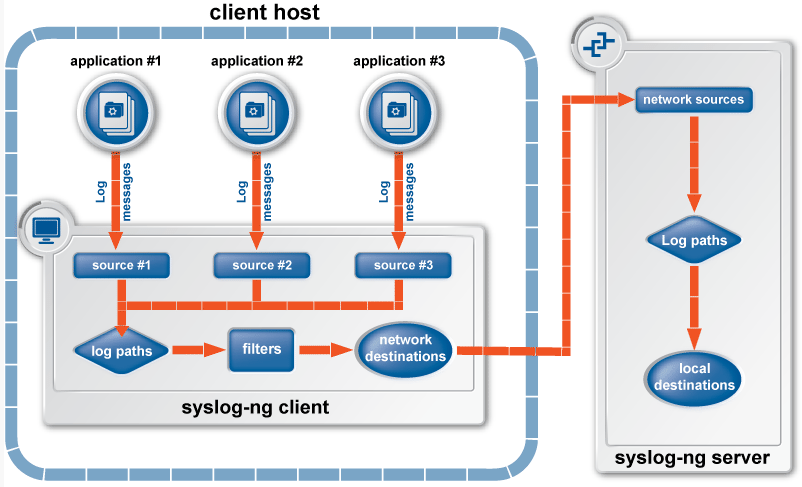 client host
application #1
application #2
application #3
Log
messages
Log
messages
Log
messages
source #1
source #2
source #3
log paths
filters
network
destinations
syslog-ng client
network sources
Log paths
local
destinations
syslog-ng server